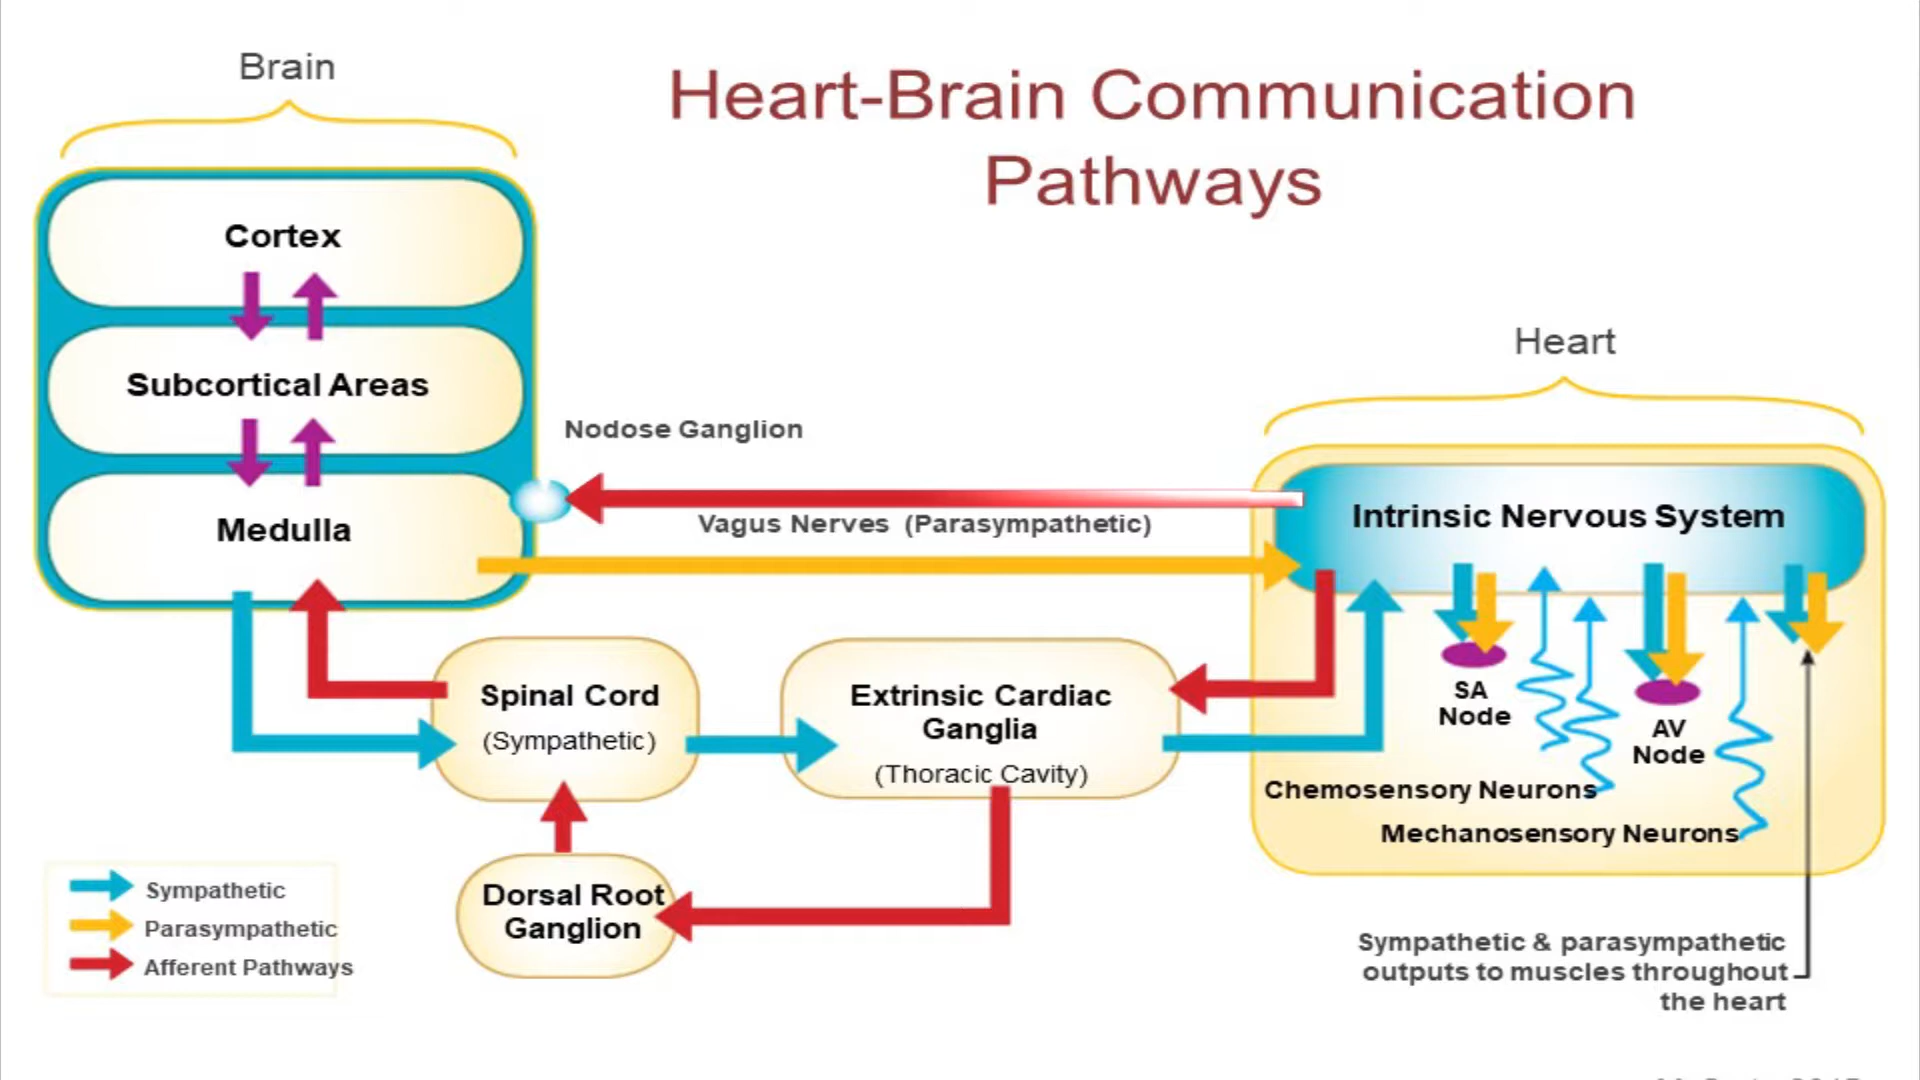 Brain
Heart-Brain Communication
Pathways
Cortex
Subcortical Areas
Medulla
Nodose Ganglion
Vagus Nerves (Parasympathetic)
Heart
Intrinsic Nervous System
SA
Node
AV
Node
Chemosensory Neurons
Mechanosensory Neurons
Spinal Cord
(Sympathetic)
Extrinsic Cardiac
Ganglia
(Thoracic Cavity)
Dorsal Root
Ganglion
Sympathetic
Parasympathetic
Afferent Pathways
Sympathetic & parasympathetic
outputs to muscles throughout
the heart